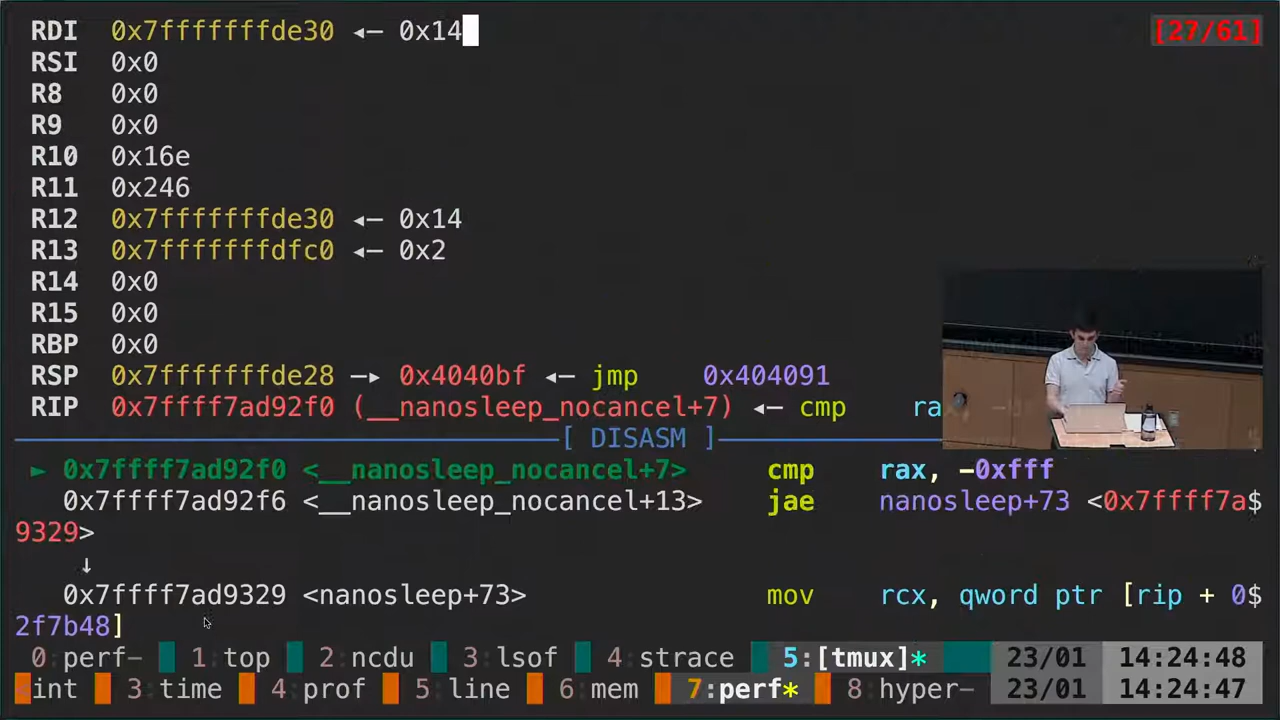 RDI 0x7fffffffde30 ◂— 0x14 [27/61]
RSI 0x0
R8 0x0
R9 0x0
R10 0x16e
R11 0x246
R12 0x7fffffffde30 ◂— 0x14
R13 0x7fffffffdfc0 ◂— 0x2
R14 0x0
R15 0x0
RBP 0x0
RSP 0x7fffffffde28 —▸ 0x4040bf ◂— jmp 0x404091
RIP 0x7ffff7ad92f0 (__nanosleep_nocancel+7) ◂— cmp
[ DISASM ]
► 0x7ffff7ad92f0 <__nanosleep_nocancel+7> cmp rax, -0xfff
0x7ffff7ad92f6 <__nanosleep_nocancel+13> jae nanosleep+73 <0x7ffff7a$
9329>
↓
0x7ffff7ad9329 <nanosleep+73> mov rcx, qword ptr [rip + 0$
2f7b48]
0:perf- 1:top 2:ncdu 3:lsof 4:strace 5:[tmux]* 23/01 14:24:48
int 3:time 4:prof 5:line 6:mem 7:perf* 8:hyper- 23/01 14:24:47